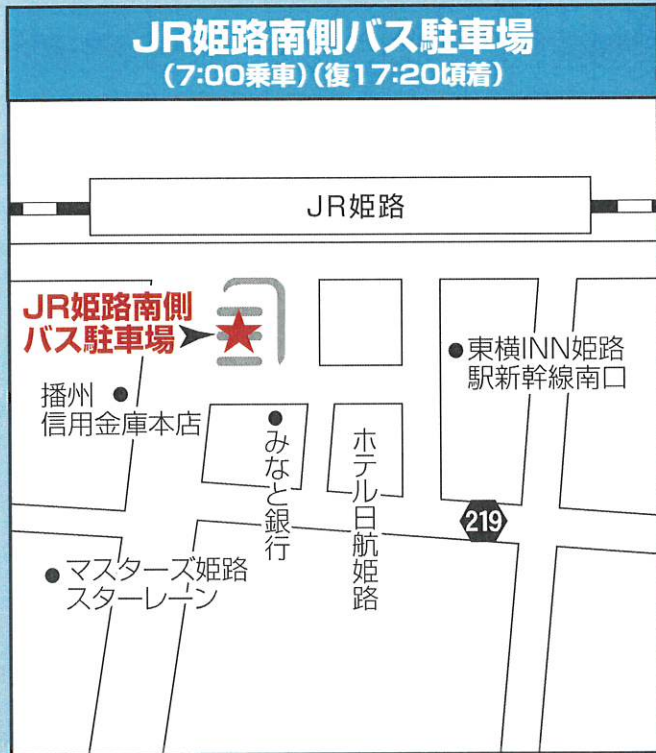 JR姫路南側バス駐車場
(7:00乗車)(復17:20頃着)
JR姫路
JR姫路南側
バス駐車場
東横INN姫路
駅新幹線南口
播州
信用金庫本店
みなと銀行
ホテル日航姫路
219
マスターズ姫路
スターレーン